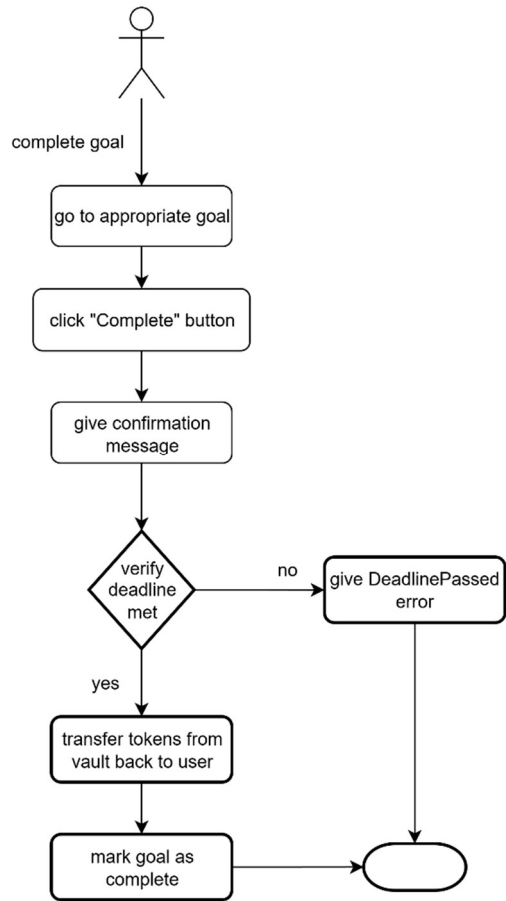 complete goal
go to appropriate goal
click "Complete" button
give confirmation
message
verify
deadline
met
no
give DeadlinePassed
error
yes
transfer tokens from
vault back to user
mark goal as
complete